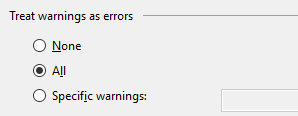 Treat warnings as errors
None
All
Specific warnings: